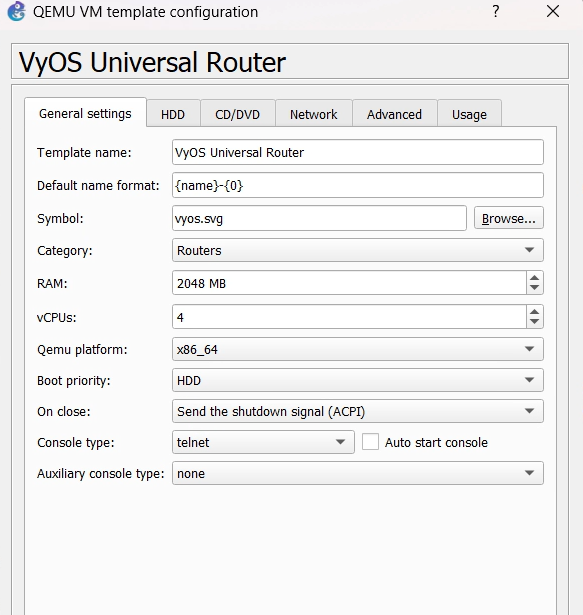 QEMU VM template configuration ? ×
VyOS Universal Router
General settings HDD CD/DVD Network Advanced Usage
Template name: VyOS Universal Router
Default name format: {name}-{0}
Symbol: vyos.svg Browse...
Category: Routers
RAM: 2048 MB
vCPUs: 4
Qemu platform: x86_64
Boot priority: HDD
On close: Send the shutdown signal (ACPI)
Console type: telnet Auto start console
Auxiliary console type: none